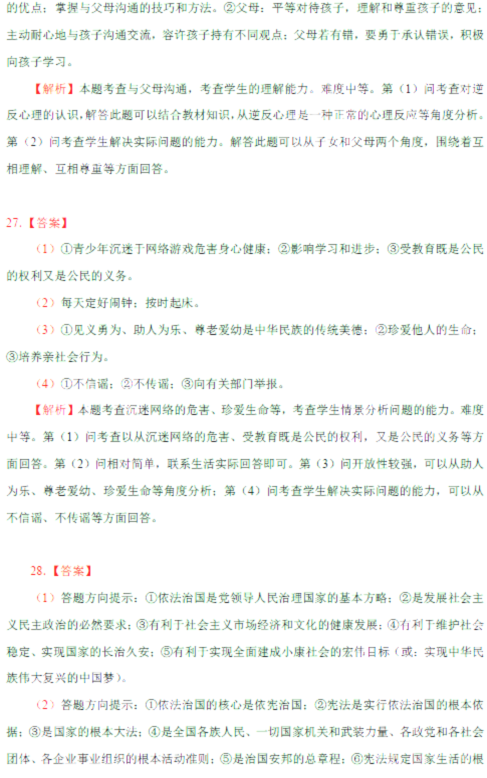 的优点；掌握与父母沟通的技巧和方法。②父母：平等对待孩子，理解和尊重孩子的意见；
主动耐心地与孩子沟通交流，容许孩子持有不同观点；父母若有错，要勇于承认错误，积极
向孩子学习。
【解析】本题考查与父母沟通，考查学生的理解能力。难度中等。第（1）问考查对逆
反心理的认识，解答此题可以结合教材知识，从逆反心理是一种正常的心理反应等角度分析。
第（2）问考查学生解决实际问题的能力。解答此题可以从子女和父母两个角度，围绕着互
相理解、互相尊重等方面回答。
27.【答案】
（1）①青少年沉迷于网络游戏危害身心健康；②影响学习和进步；③受教育既是公民
的权利又是公民的义务。
（2）每天定好闹钟；按时起床。
（3）①见义勇为、助人为乐、尊老爱幼是中华民族的传统美德；②珍爱他人的生命；
③培养亲社会行为。
（4）①不信谣；②不传谣；③向有关部门举报。
【解析】本题考查沉迷网络的危害、珍爱生命等，考查学生情景分析问题的能力。难度
中等。第（1）问考查以从沉迷网络的危害、受教育既是公民的权利，又是公民的义务等方
面回答。第（2）问相对简单，联系生活实际回答即可。第（3）问开放性较强，可以从助人
为乐、尊老爱幼、珍爱生命等角度分析；第（4）问考查学生解决实际问题的能力，可以从
不信谣、不传谣等方面回答。
28.【答案】
（1）答题方向提示：①依法治国是党领导人民治理国家的基本方略；②是发展社会主
义民主政治的必然要求；③有利于社会主义市场经济和文化的健康发展；④有利于维护社会
稳定、实现国家的长治久安；⑤有利于实现全面建成小康社会的宏伟目标（或：实现中华民
族伟大复兴的中国梦）。
（2）答题方向提示：①依法治国的核心是依宪治国；②宪法是实行依法治国的根本依
据；③是国家的根本大法；④是全国各族人民、一切国家机关和武装力量、各政党和各社会
团体、各企业事业组织的根本活动准则；⑤是治国安邦的总章程；⑥宪法规定国家生活的根